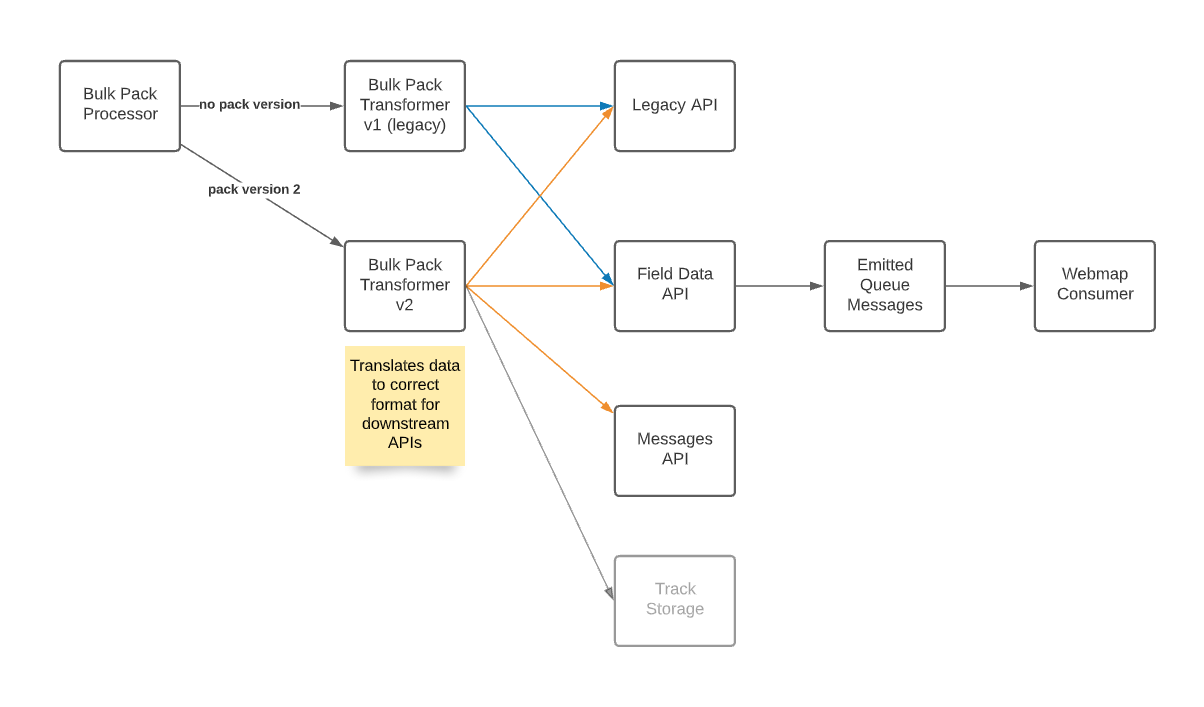 Bulk Pack
Processor
no pack version
Bulk Pack
Transformer
v1 (legacy)
Legacy API
pack version 2
Bulk Pack
Transformer
v2
Field Data
API
Emitted
Queue
Messages
Webmap
Consumer
Translates data
to correct
format for
downstream
APIs
Messages
API
Track
Storage